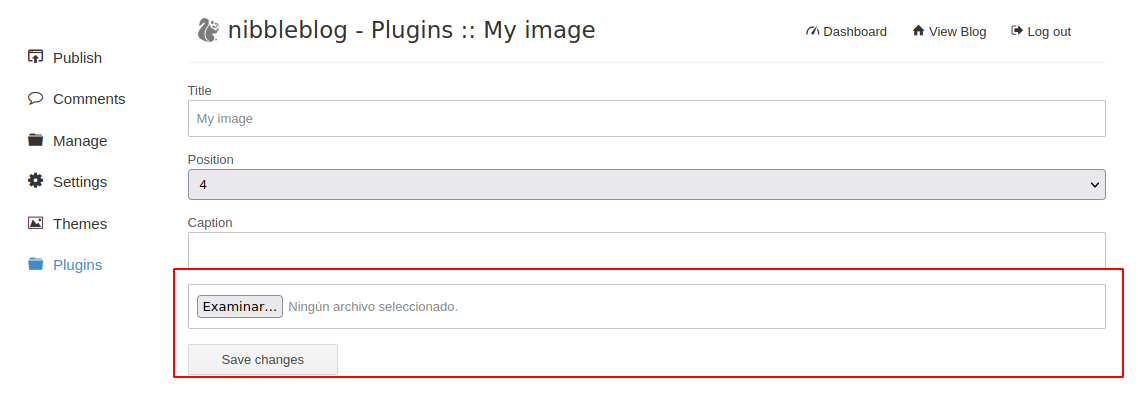 nibbleblog - Plugins :: My image
Dashboard
View Blog
Log out
Publish
Comments
Manage
Settings
Themes
Plugins
Title
My image
Position
4
Caption
Examinar...
Ningún archivo seleccionado.
Save changes